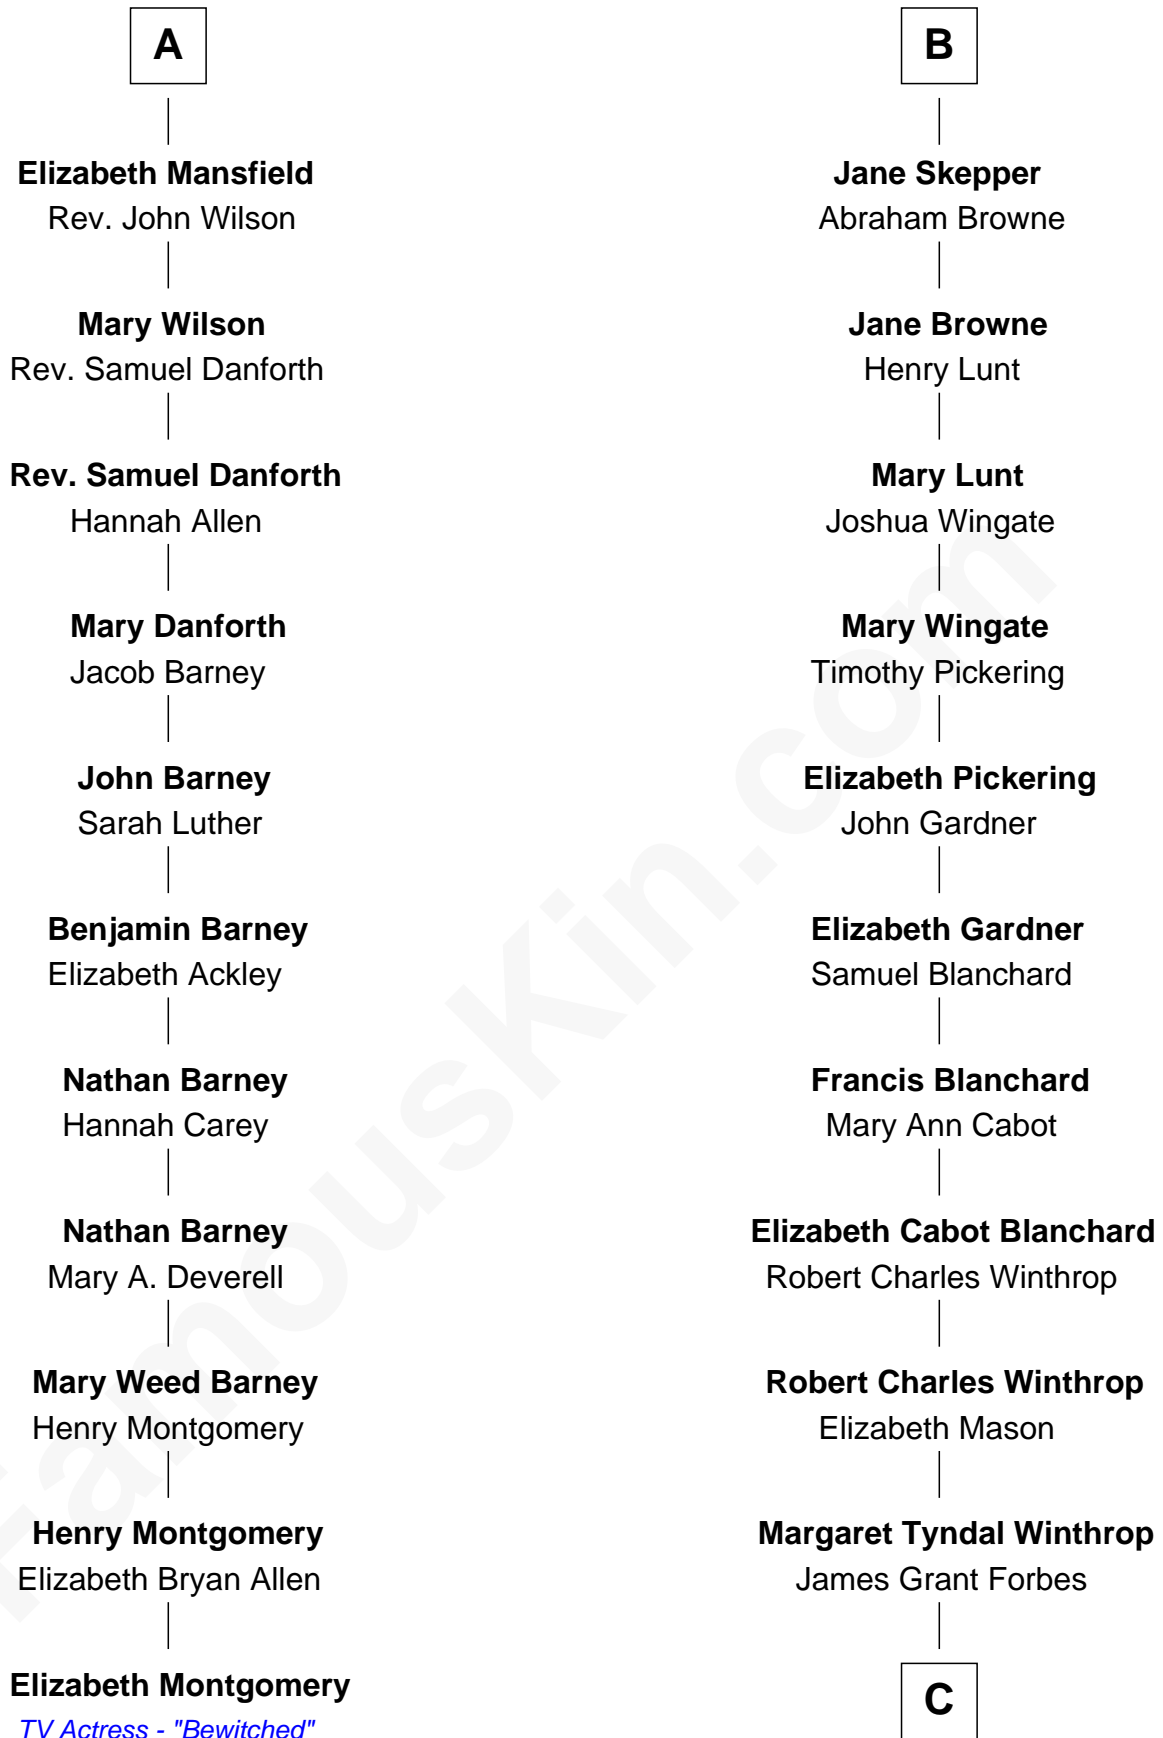 A
Elizabeth Mansfield
Rev. John Wilson
Mary Wilson
Rev. Samuel Danforth
Rev. Samuel Danforth
Hannah Allen
Mary Danforth
Jacob Barney
John Barney
Sarah Luther
Benjamin Barney
Elizabeth Ackley
Nathan Barney
Hannah Carey
Nathan Barney
Mary A. Deverell
Mary Weed Barney
Henry Montgomery
Henry Montgomery
Elizabeth Bryan Allen
Elizabeth Montgomery
TV Actress - "Bewitched"
B
Jane Skepper
Abraham Browne
Jane Browne
Henry Lunt
Mary Lunt
Joshua Wingate
Mary Wingate
Timothy Pickering
Elizabeth Pickering
John Gardner
Elizabeth Gardner
Samuel Blanchard
Francis Blanchard
Mary Ann Cabot
Elizabeth Cabot Blanchard
Robert Charles Winthrop
Robert Charles Winthrop
Elizabeth Mason
Margaret Tyndal Winthrop
James Grant Forbes
C
FamousKin.com